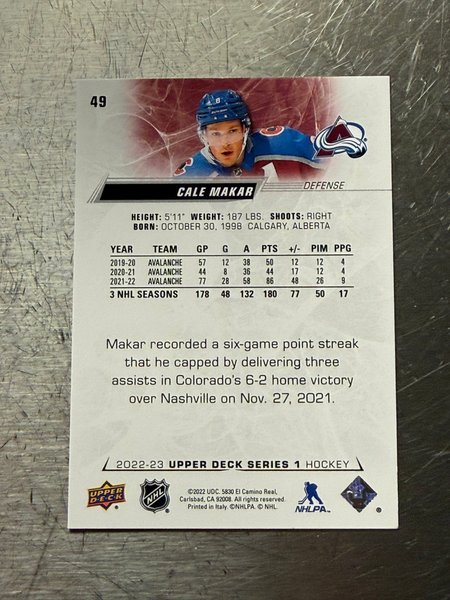 49
8
CALE MAKAR
DEFENSE
HEIGHT: 5'11" WEIGHT: 187 LBS. SHOOTS: RIGHT
BORN: OCTOBER 30, 1998 CALGARY, ALBERTA
YEAR TEAM GP G A PTS +/- PIM PPG
2019-20 AVALANCHE 57 12 38 50 12 12 4
2020-21 AVALANCHE 44 8 36 44 17 12 4
2021-22 AVALANCHE 77 28 58 86 48 26 9
3 NHL SEASONS 178 48 132 180 77 50 17
Makar recorded a six-game point streak
that he capped by delivering three
assists in Colorado's 6-2 home victory
over Nashville on Nov. 27, 2021.
2022-23 UPPER DECK SERIES 1 HOCKEY
UPPER DECK
NHL
©2022 UDC. 5830 El Camino Real,
Carlsbad, CA 92008. All rights reserved.
Printed in Italy. ©NHLPA. © NHL.
NHLPA™
®